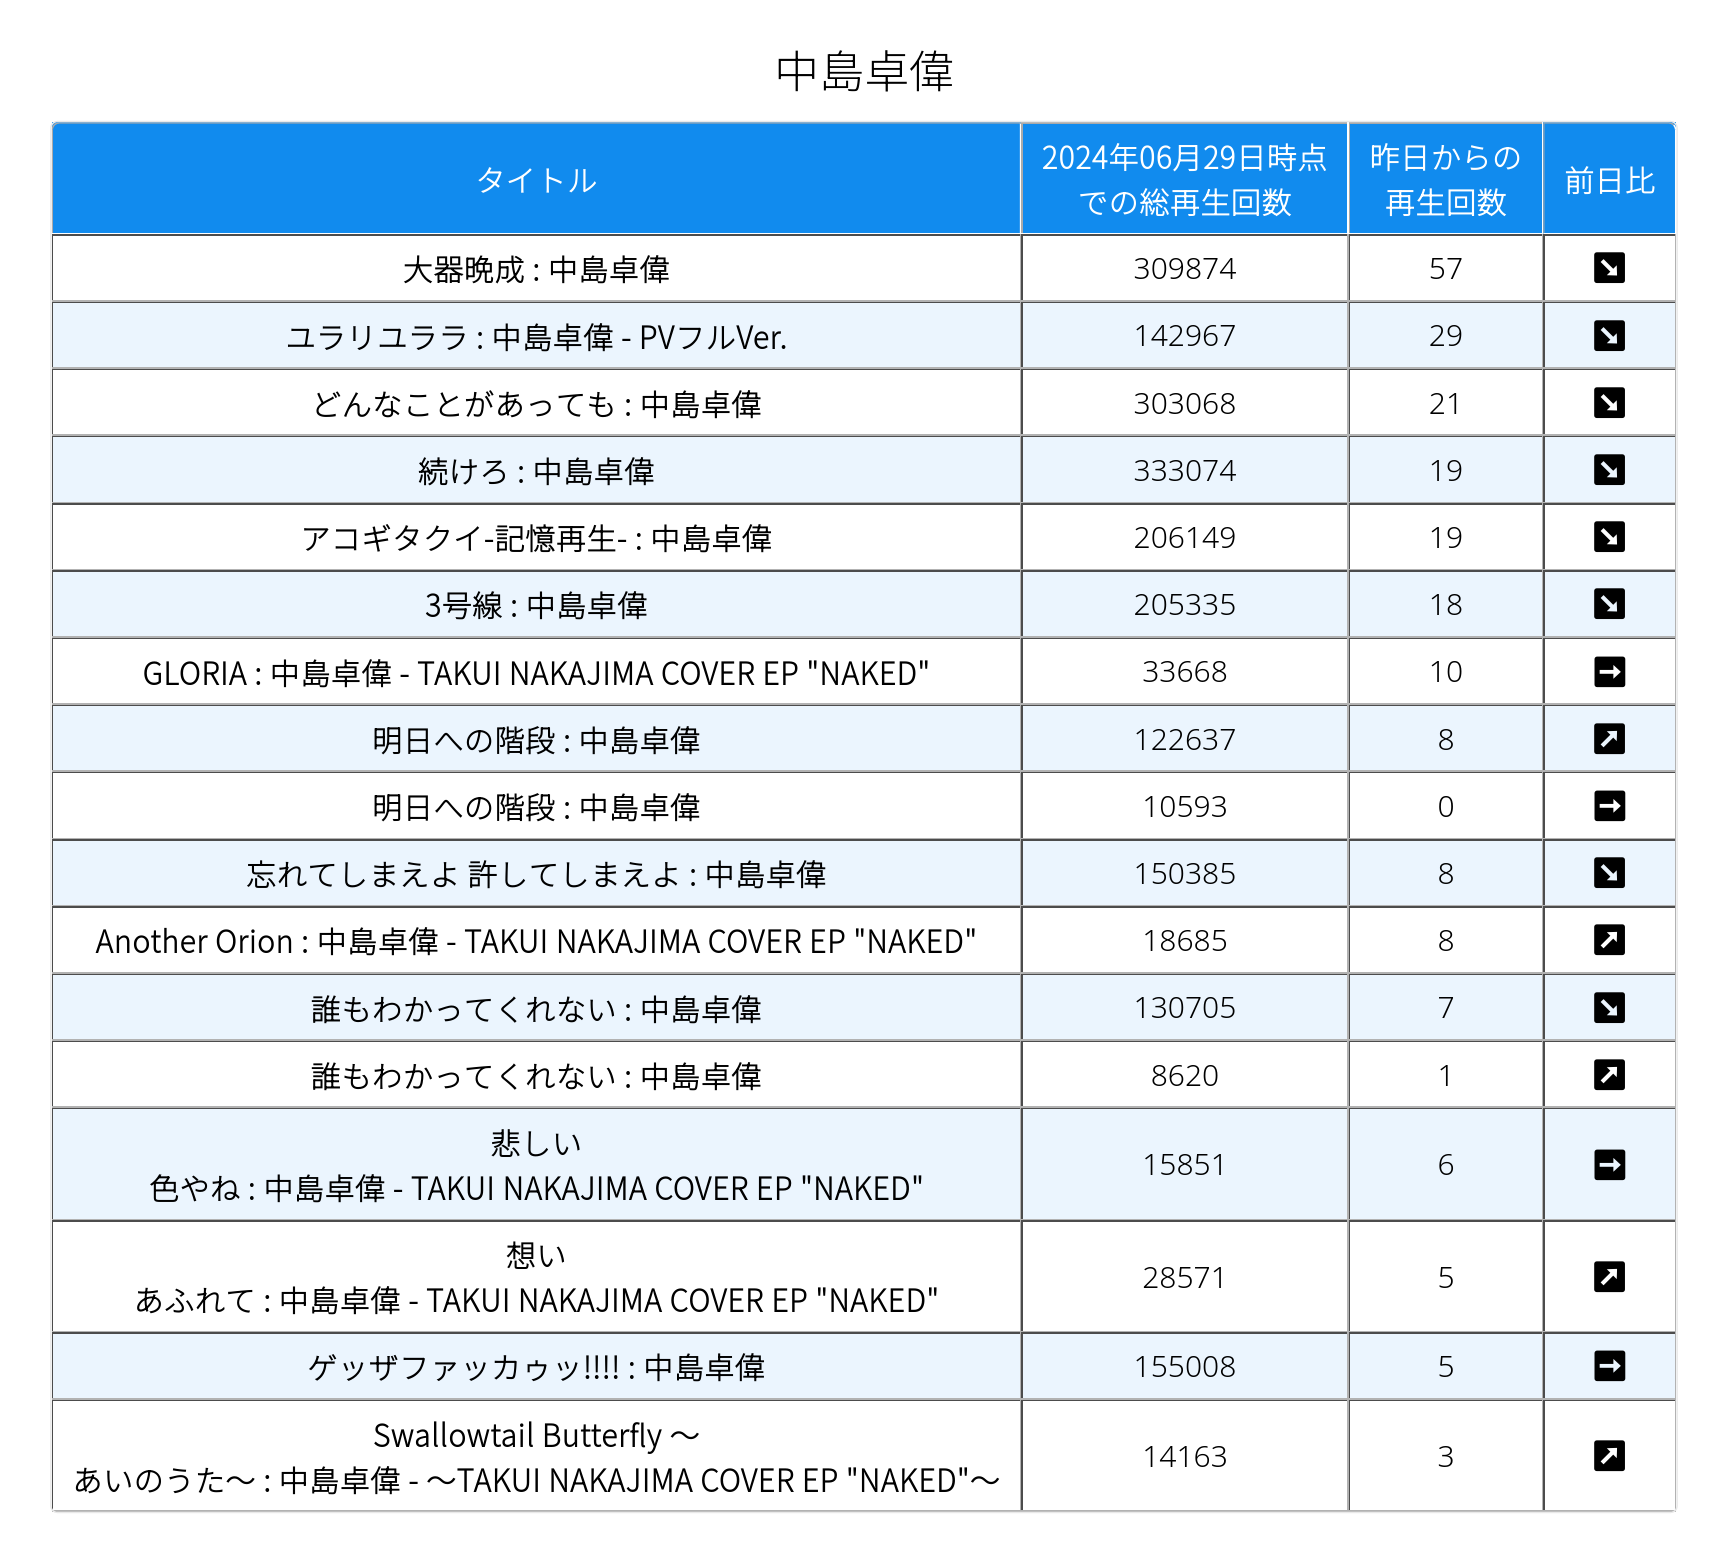 中島卓偉
タイトル
2024年06月29日時点
での総再生回数
昨日からの
再生回数
前日比
大器晩成 : 中島卓偉 309874 57 ↘
ユラリユララ : 中島卓偉 - PVフルVer. 142967 29 ↘
どんなことがあっても : 中島卓偉 303068 21 ↘
続けろ : 中島卓偉 333074 19 ↘
アコギタクイ-記憶再生- : 中島卓偉 206149 19 ↘
3号線 : 中島卓偉 205335 18 ↘
GLORIA : 中島卓偉 - TAKUI NAKAJIMA COVER EP "NAKED" 33668 10 →
明日への階段 : 中島卓偉 122637 8 ↗
明日への階段 : 中島卓偉 10593 0 →
忘れてしまえよ 許してしまえよ : 中島卓偉 150385 8 ↘
Another Orion : 中島卓偉 - TAKUI NAKAJIMA COVER EP "NAKED" 18685 8 ↗
誰もわかってくれない : 中島卓偉 130705 7 ↘
誰もわかってくれない : 中島卓偉 8620 1 ↗
悲しい
色やね : 中島卓偉 - TAKUI NAKAJIMA COVER EP "NAKED" 15851 6 →
想い
あふれて : 中島卓偉 - TAKUI NAKAJIMA COVER EP "NAKED" 28571 5 ↗
ゲッザファッカゥッ!!!! : 中島卓偉 155008 5 →
Swallowtail Butterfly ～
あいのうた～ : 中島卓偉 - ～TAKUI NAKAJIMA COVER EP "NAKED"～ 14163 3 ↗